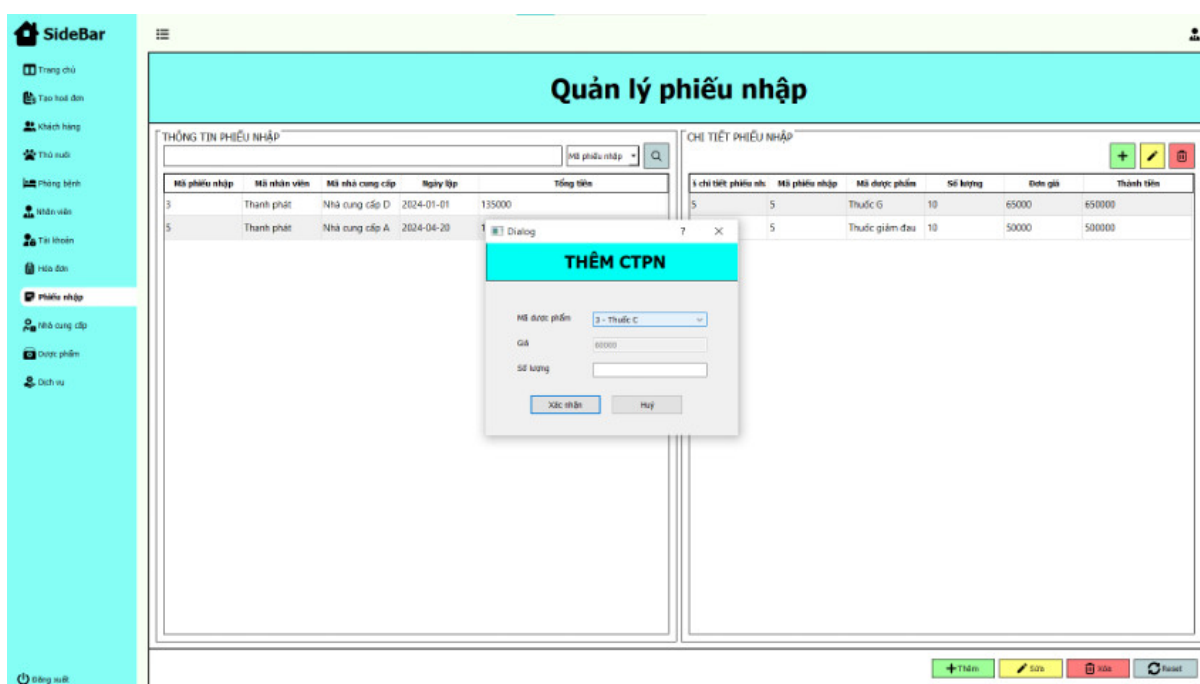 SideBar
Trang chủ
Tạo hoá đơn
Khách hàng
Thú nuôi
Phòng bệnh
Nhân viên
Tài khoản
Hóa đơn
Phiếu nhập
Nhà cung cấp
Dược phẩm
Dịch vụ
Đăng xuất
Quản lý phiếu nhập
THÔNG TIN PHIẾU NHẬP
Mã phiếu nhập
Mã phiếu nhập Mã nhân viên Mã nhà cung cấp Ngày lập Tổng tiền
3 Thanh phát Nhà cung cấp D 2024-01-01 135000
5 Thanh phát Nhà cung cấp A 2024-04-20 1
CHI TIẾT PHIẾU NHẬP
chi tiết phiếu nh Mã phiếu nhập Mã dược phẩm Số lượng Đơn giá Thành tiền
5 5 Thuốc G 10 65000 650000
5 Thuốc giảm đau 10 50000 500000
Dialog ?
THÊM CTPN
Mã dược phẩm 3 - Thuốc C
Giá 60000
Số lượng
Xác nhận Huỷ
Thêm Sửa Xóa Reset